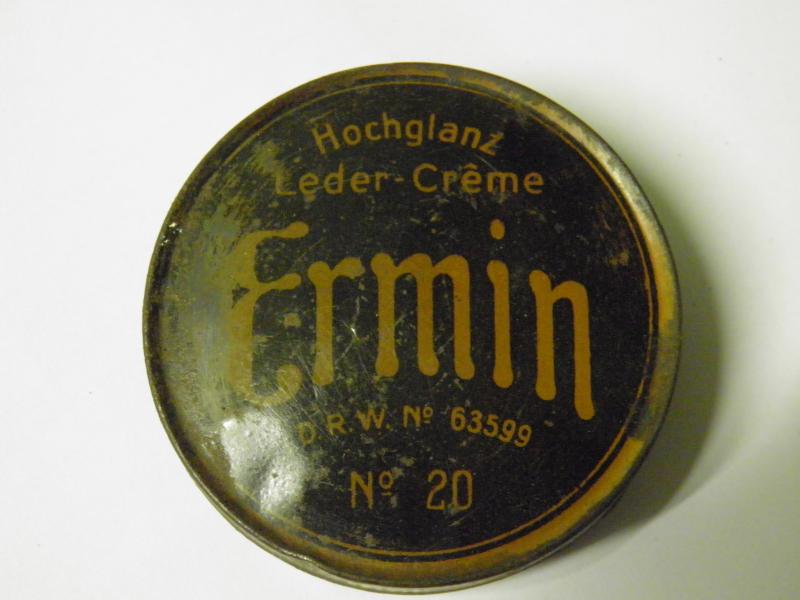 Hochglanz
Leder-Crême
Ermin
D.R.W. Nº 63599
Nº 20